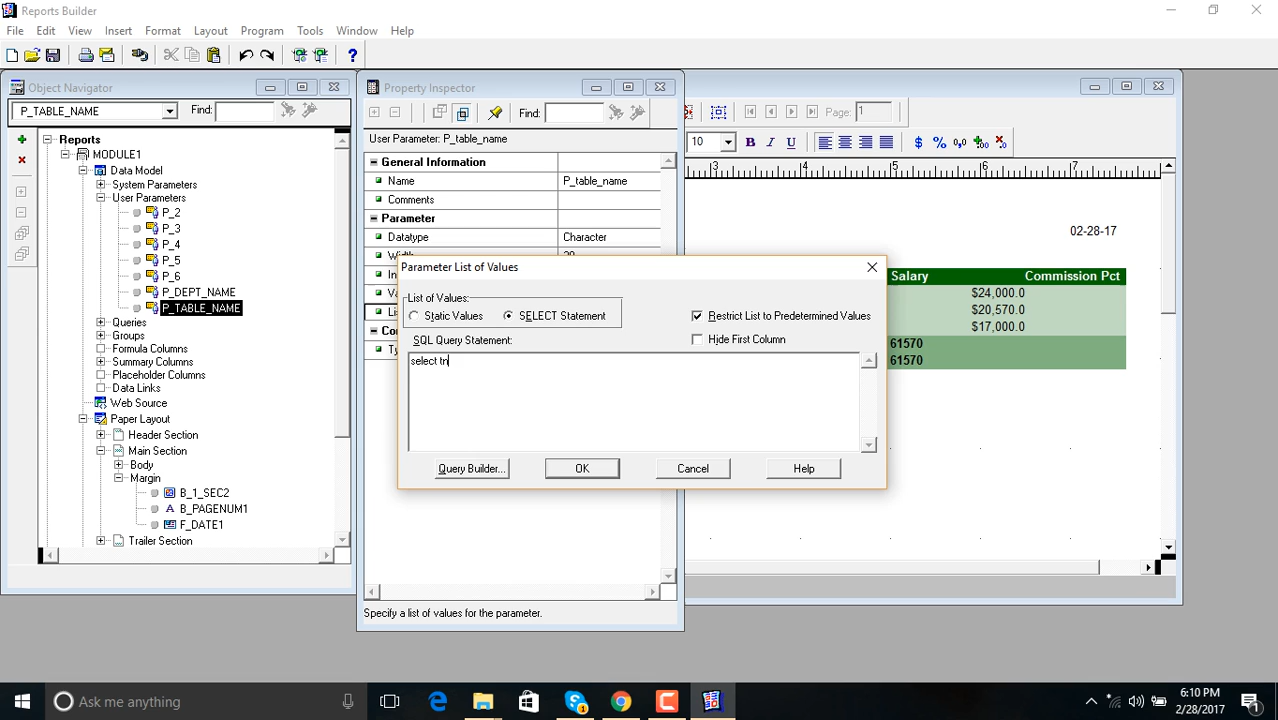 Reports Builder
File Edit View Insert Format Layout Program Tools Window Help
Object Navigator
P_TABLE_NAME Find:
Reports
MODULE1
Data Model
System Parameters
User Parameters
P_2
P_3
P_4
P_5
P_6
P_DEPT_NAME
P_TABLE_NAME
Queries
Groups
Formula Columns
Summary Columns
Placeholder Columns
Data Links
Web Source
Paper Layout
Header Section
Main Section
Body
Margin
B_1_SEC2
B_PAGENUM1
F_DATE1
Trailer Section
Property Inspector
Find:
User Parameter: P_table_name
General Information
Name P_table_name
Comments
Parameter
Datatype Character
Specify a list of values for the parameter.
Page: 1
10 B I U $ %
3 4 5 6 7
02-28-17
Salary Commission Pct
$24,000.0
$20,570.0
$17,000.0
61570
61570
Parameter List of Values
List of Values:
Static Values SELECT Statement
Restrict List to Predetermined Values
Hide First Column
SQL Query Statement:
select tn
Query Builder... OK Cancel Help
Ask me anything
6:10 PM
2/28/2017